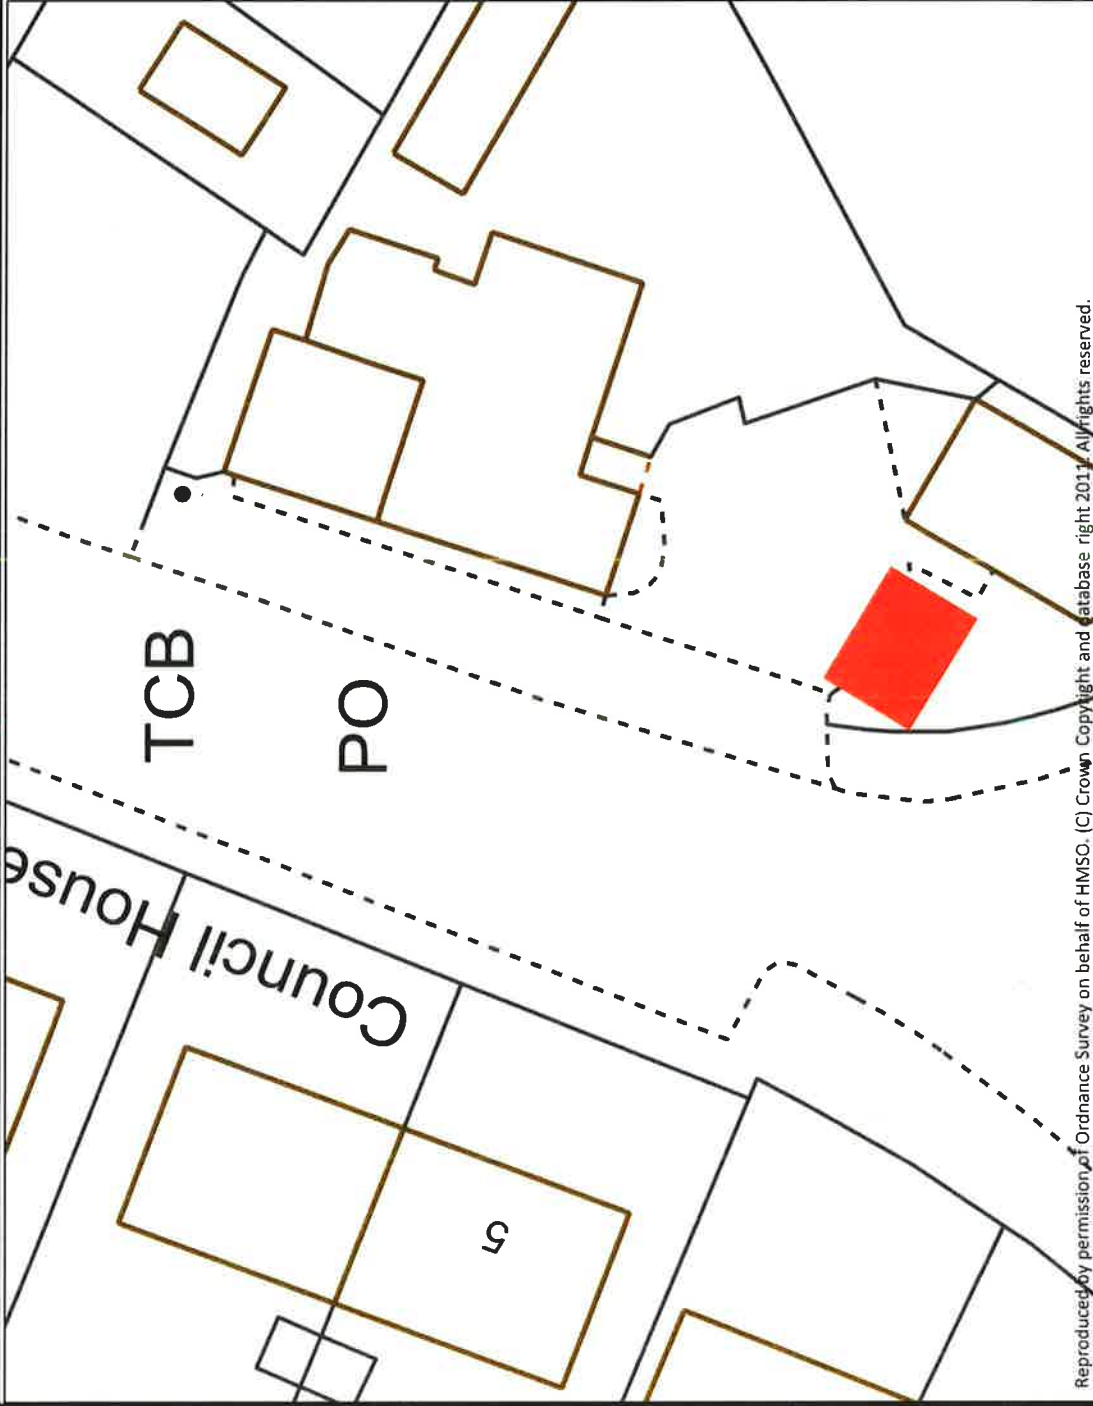 TCB
PO
Council House
5
Reproduced by permission of Ordnance Survey on behalf of HMSO. (C) Crown Copyright and database right 2011. All rights reserved.